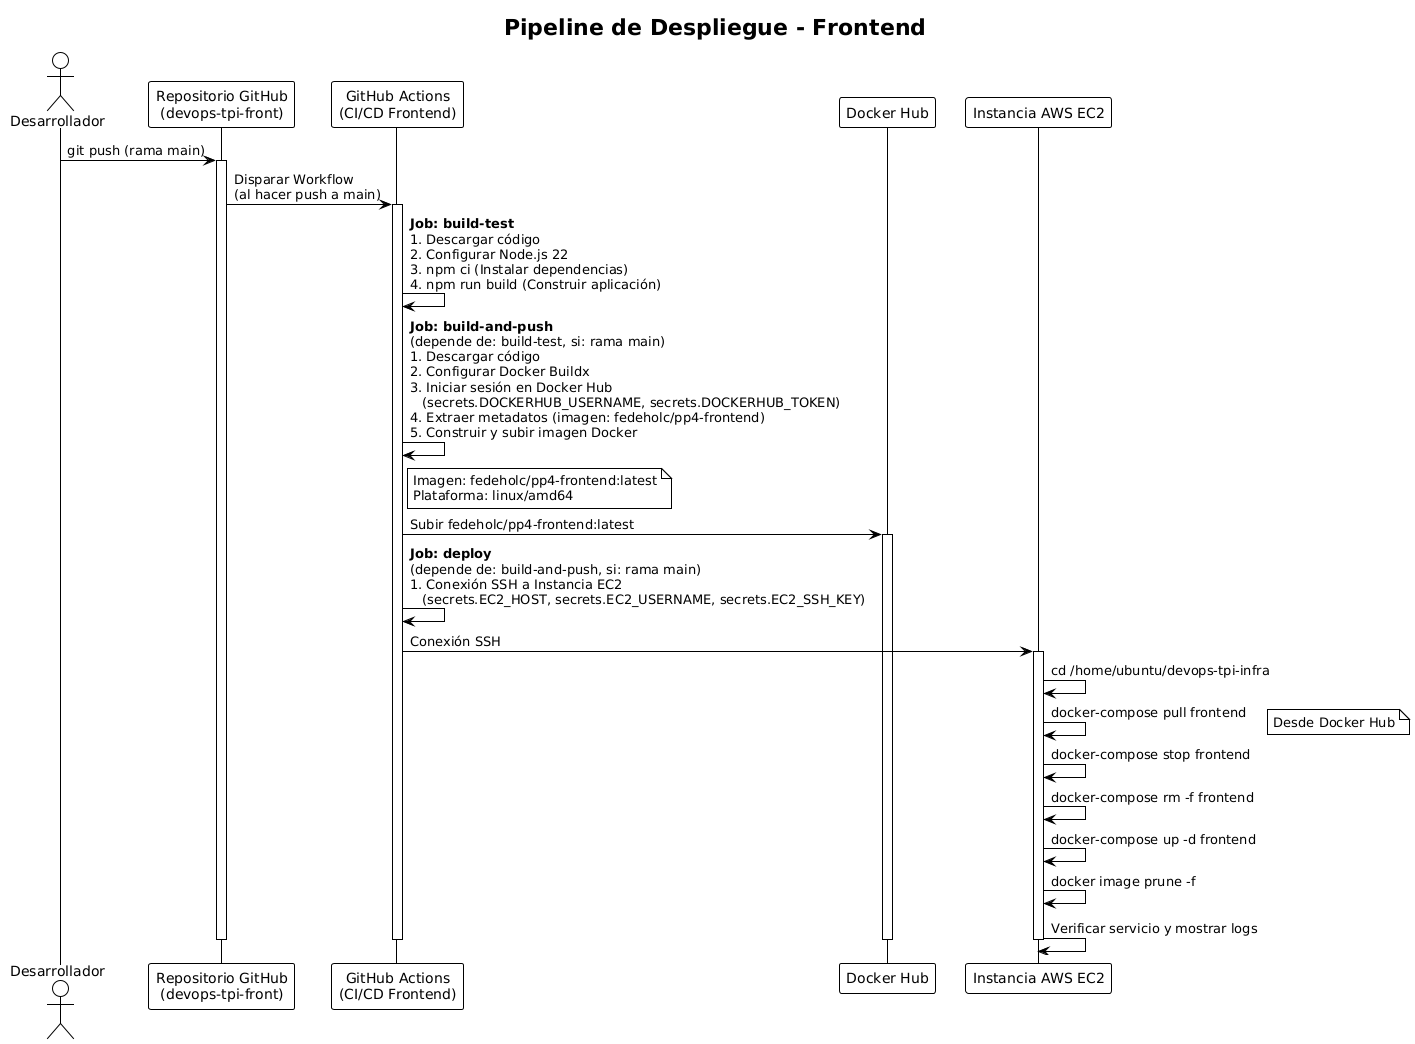 Pipeline de Despliegue - Frontend
Desarrollador
Repositorio GitHub
(devops-tpi-front)
GitHub Actions
(CI/CD Frontend)
Docker Hub
Instancia AWS EC2
git push (rama main)
Disparar Workflow
(al hacer push a main)
Job: build-test
1. Descargar código
2. Configurar Node.js 22
3. npm ci (Instalar dependencias)
4. npm run build (Construir aplicación)
Job: build-and-push
(depende de: build-test, si: rama main)
1. Descargar código
2. Configurar Docker Buildx
3. Iniciar sesión en Docker Hub
(secrets.DOCKERHUB_USERNAME, secrets.DOCKERHUB_TOKEN)
4. Extraer metadatos (imagen: fedeholc/pp4-frontend)
5. Construir y subir imagen Docker
Imagen: fedeholc/pp4-frontend:latest
Plataforma: linux/amd64
Subir fedeholc/pp4-frontend:latest
Job: deploy
(depende de: build-and-push, si: rama main)
1. Conexión SSH a Instancia EC2
(secrets.EC2_HOST, secrets.EC2_USERNAME, secrets.EC2_SSH_KEY)
Conexión SSH
cd /home/ubuntu/devops-tpi-infra
docker-compose pull frontend
Desde Docker Hub
docker-compose stop frontend
docker-compose rm -f frontend
docker-compose up -d frontend
docker image prune -f
Verificar servicio y mostrar logs
Desarrollador
Repositorio GitHub
(devops-tpi-front)
GitHub Actions
(CI/CD Frontend)
Docker Hub
Instancia AWS EC2